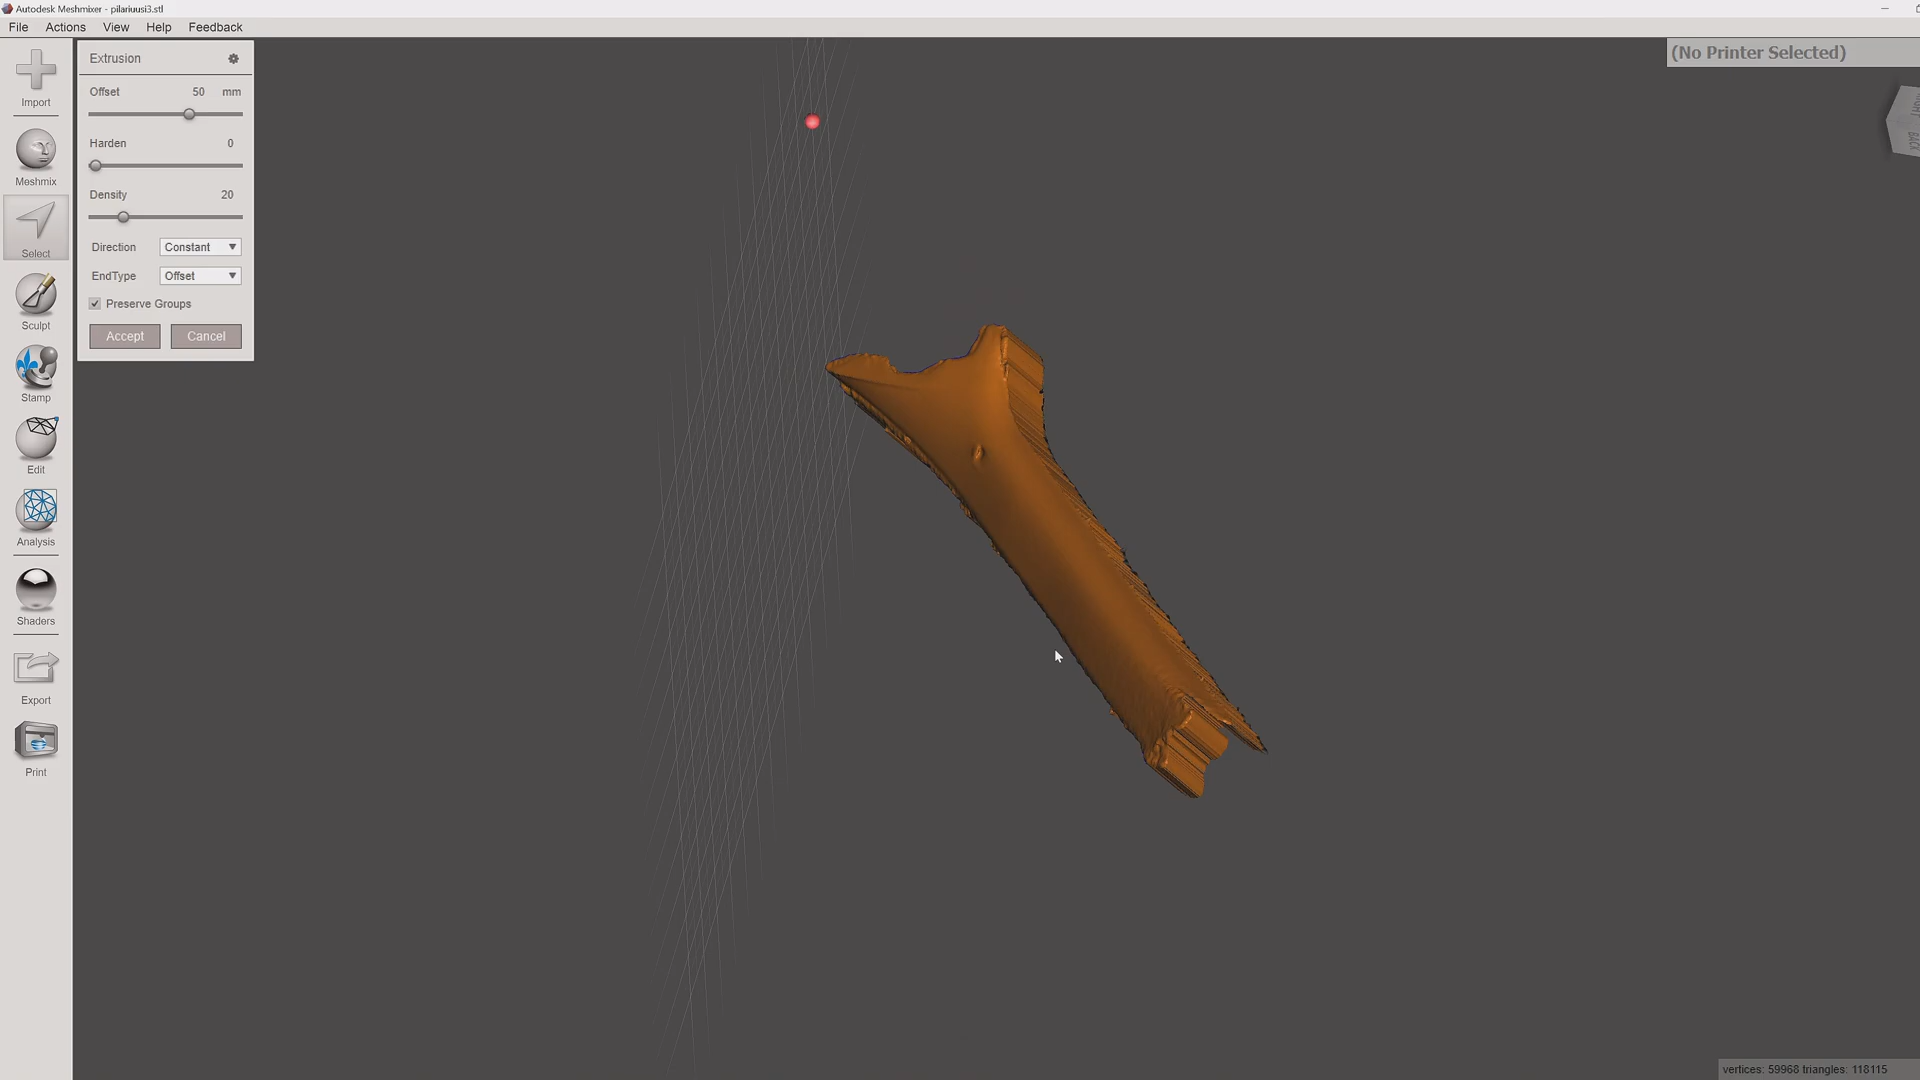 Autodesk Meshmixer - pilariuusi3.stl
File Actions View Help Feedback
(No Printer Selected)
Import
Meshmix
Select
Sculpt
Stamp
Edit
Analysis
Shaders
Export
Print
Extrusion
Offset 50 mm
Harden 0
Density 20
Direction Constant
EndType Offset
Preserve Groups
Accept Cancel
BACK
vertices: 59968 triangles: 118115